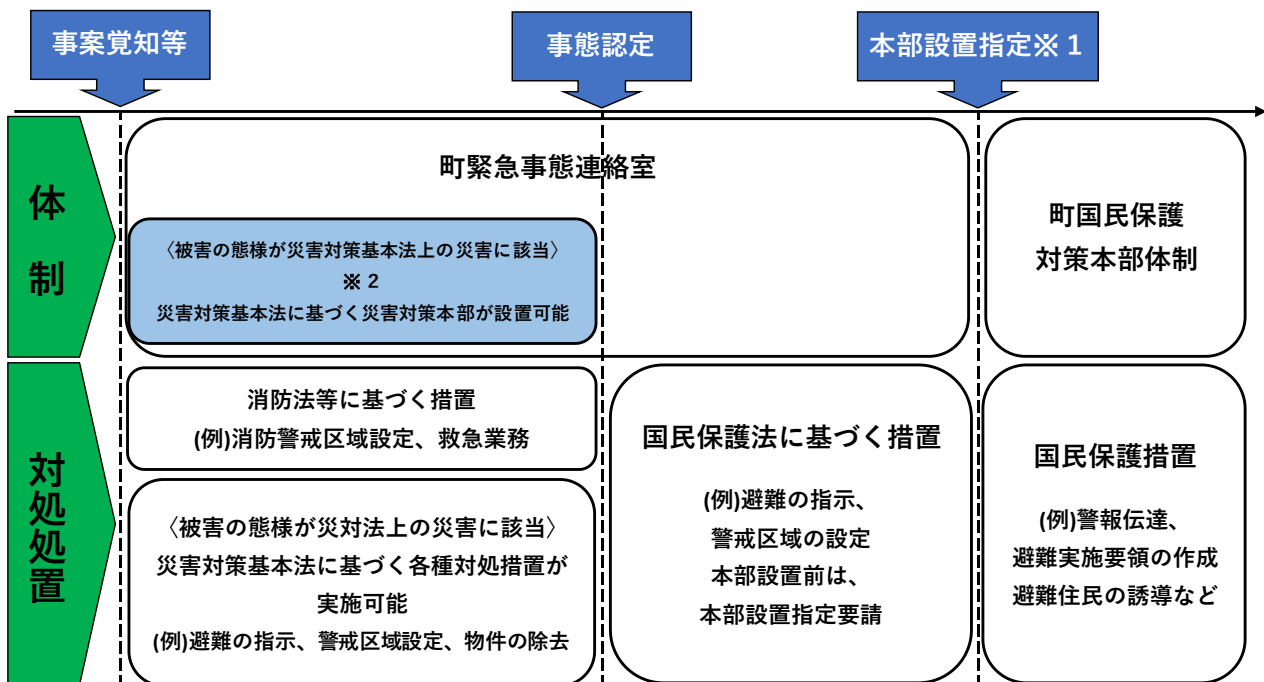 事案覚知等
事態認定
本部設置指定※1
体制
町緊急事態連絡室
〈被害の態様が災害対策基本法上の災害に該当〉
※2
災害対策基本法に基づく災害対策本部が設置可能
町国民保護
対策本部体制
対処処置
消防法等に基づく措置
(例)消防警戒区域設定、救急業務
〈被害の態様が災対法上の災害に該当〉
災害対策基本法に基づく各種対処措置が
実施可能
(例)避難の指示、警戒区域設定、物件の除去
国民保護法に基づく措置
(例)避難の指示、
警戒区域の設定
本部設置前は、
本部設置指定要請
国民保護措置
(例)警報伝達、
避難実施要領の作成
避難住民の誘導など